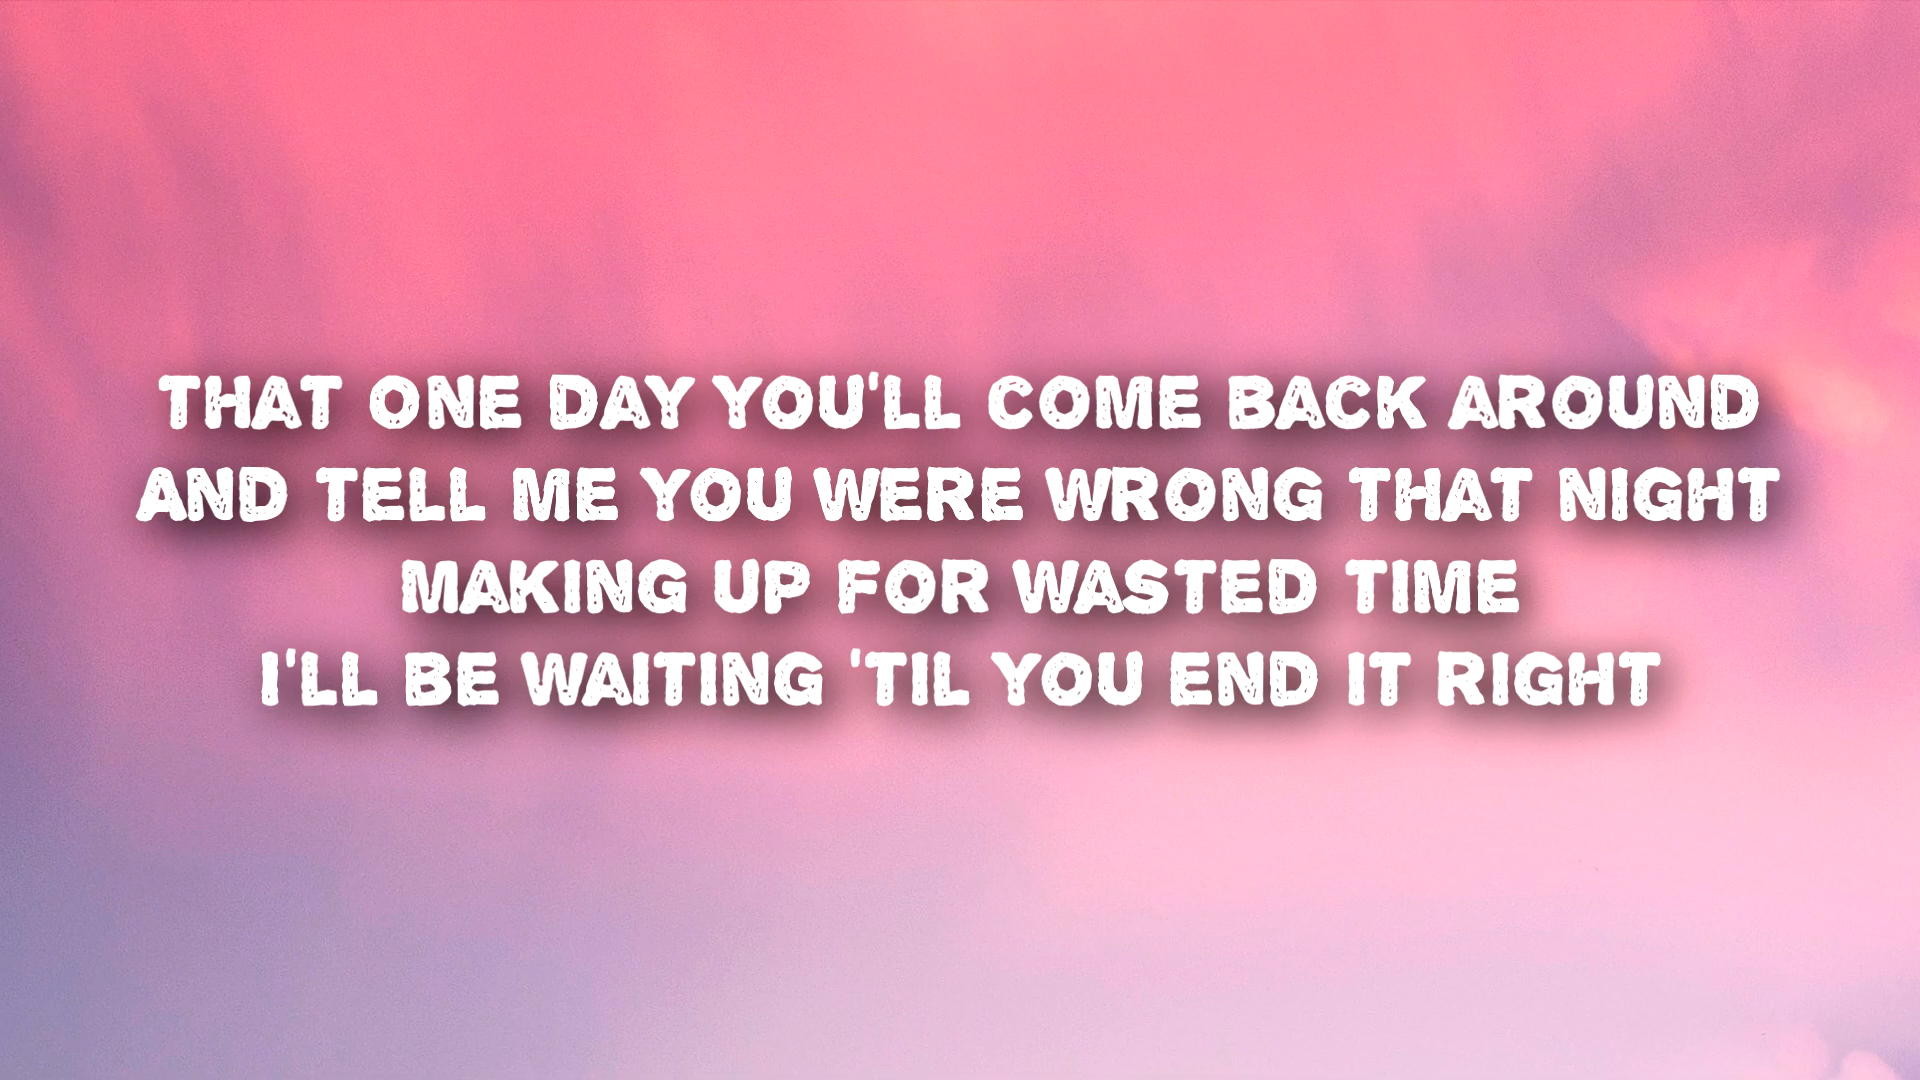 THAT ONE DAY YOU'LL COME BACK AROUND
AND TELL ME YOU WERE WRONG THAT NIGHT
MAKING UP FOR WASTED TIME
I'LL BE WAITING 'TIL YOU END IT RIGHT